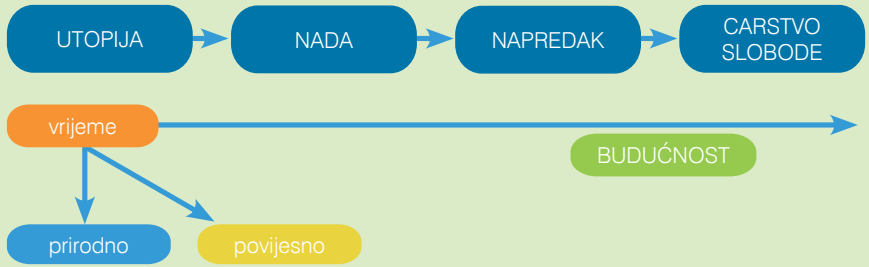 UTOPIJA
NADA
NAPREDAK
CARSTVO
SLOBODE
vrijeme
BUDUĆNOST
prirodno
povijesno